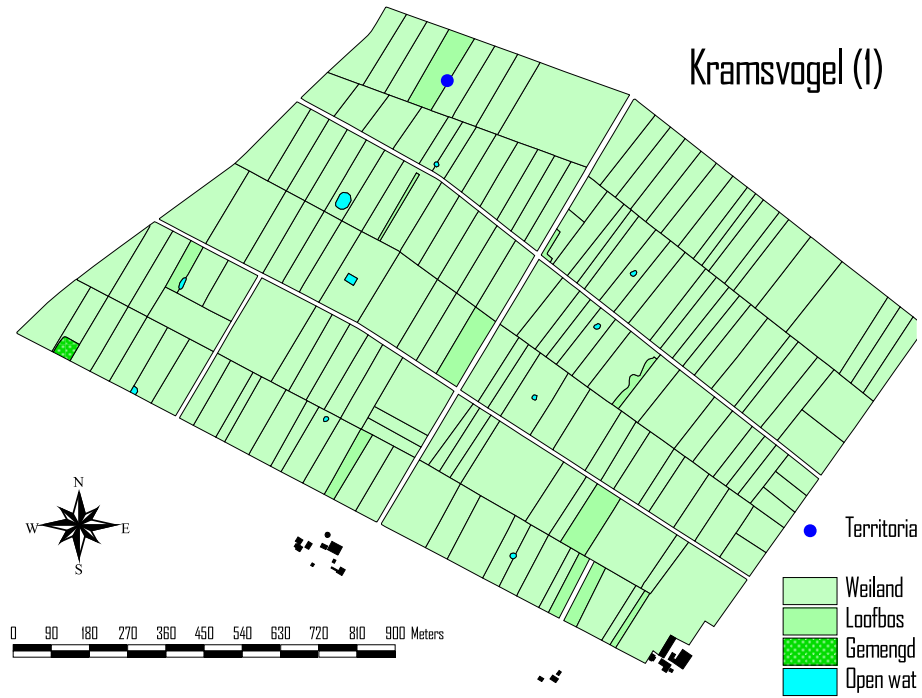 Kramsvogel (1)
N
W E
S
Territoria
Weiland
Loofbos
Gemengd
Open wat
0 90 180 270 360 450 540 630 720 810 900 Meters